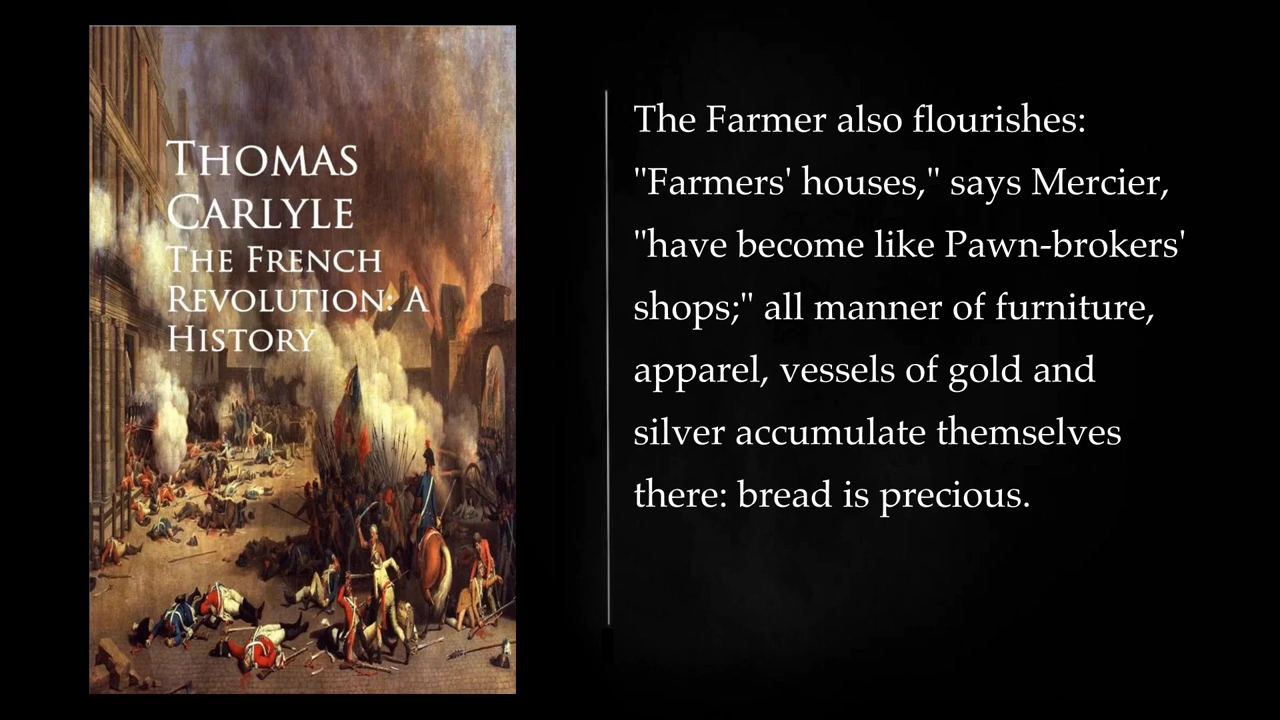 THOMAS
CARLYLE
THE FRENCH
REVOLUTION: A
HISTORY
The Farmer also flourishes:
"Farmers' houses," says Mercier,
"have become like Pawn-brokers'
shops;" all manner of furniture,
apparel, vessels of gold and
silver accumulate themselves
there: bread is precious.